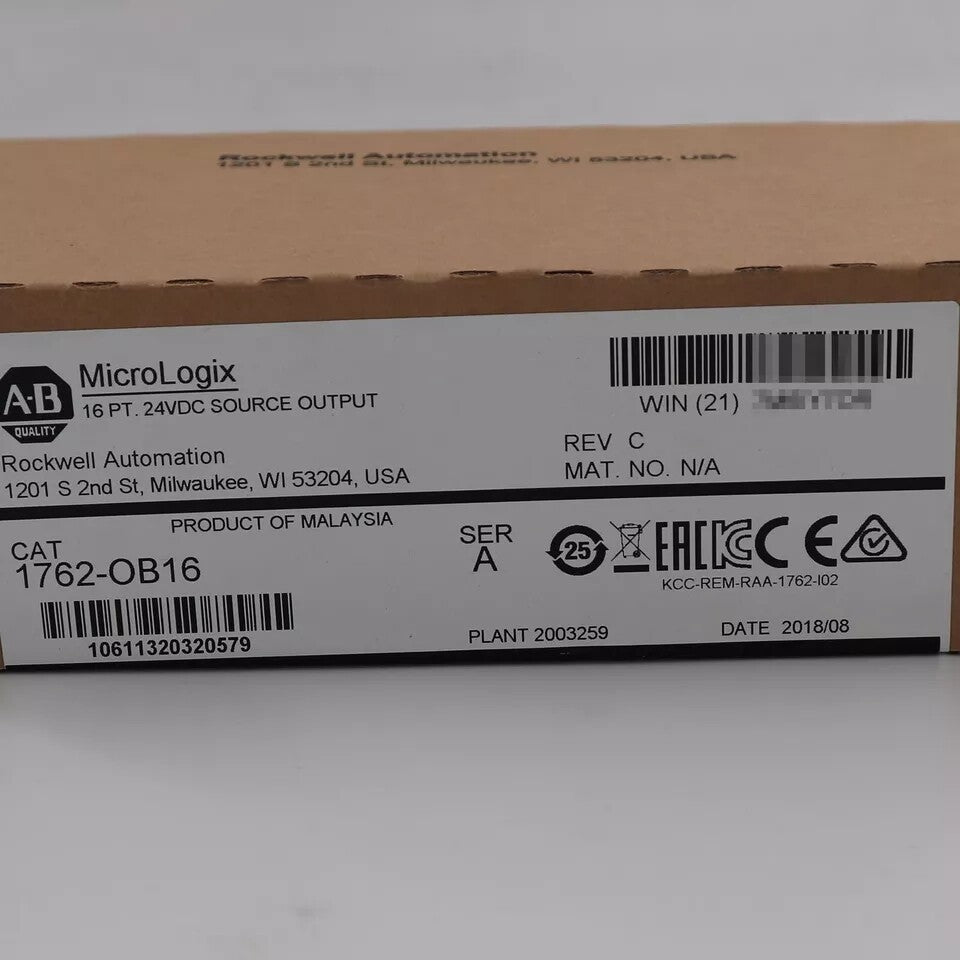 Rockwell Automation
1201 S 2nd St, Milwaukee, WI 53204, USA
A-B
QUALITY
MicroLogix
16 PT. 24VDC SOURCE OUTPUT
Rockwell Automation
1201 S 2nd St, Milwaukee, WI 53204, USA
WIN (21)
REV C
MAT. NO. N/A
PRODUCT OF MALAYSIA
CAT
1762-OB16
10611320320579
SER
A
25
EAC
KC
CE
KCC-REM-RAA-1762-I02
PLANT 2003259
DATE 2018/08